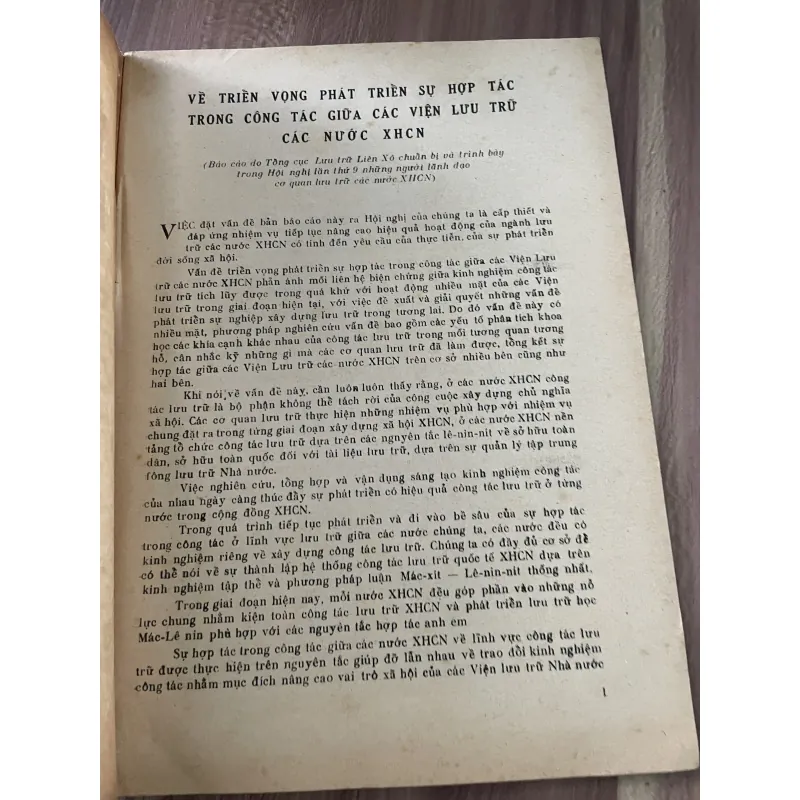 VỀ TRIỂN VỌNG PHÁT TRIỂN SỰ HỢP TÁC
TRONG CÔNG TÁC GIỮA CÁC VIỆN LƯU TRỮ
CÁC NƯỚC XHCN
(Báo cáo do Tổng cục Lưu trữ Liên Xô chuẩn bị và trình bày
trong Hội nghị lần thứ 9 những người lãnh đạo
cơ quan lưu trữ các nước XHCN)
VIỆC đặt vấn đề bản báo cáo này ra Hội nghị của chúng ta là cấp thiết và
đáp ứng nhiệm vụ tiếp tục nâng cao hiệu quả hoạt động của ngành lưu
trữ các nước XHCN có tính đến yêu cầu của thực tiễn, của sự phát triển
đời sống xã hội.
Vấn đề triển vọng phát triển sự hợp tác trong công tác giữa các Viện Lưu
trữ các nước XHCN phản ánh mối liên hệ biện chứng giữa kinh nghiệm công tác
lưu trữ tích lũy được trong quá khứ với hoạt động nhiều mặt của các Viện
lưu trữ trong giai đoạn hiện tại, với việc đề xuất và giải quyết những vấn đề
phát triển sự nghiệp xây dựng lưu trữ trong tương lai. Do đó vấn đề này có
nhiều mặt, phương pháp nghiên cứu vấn đề bao gồm các yếu tố phân tích khoa
học các khía cạnh khác nhau của công tác lưu trữ trong mối tương quan tương
hỗ, cân nhắc kỹ những gì mà các cơ quan lưu trữ đã làm được, tổng kết sự
hợp tác giữa các Viện Lưu trữ các nước XHCN trên cơ sở nhiều bên cũng như
hai bên.
Khi nói về vấn đề này, cần luôn luôn thấy rằng, ở các nước XHCN công
tác lưu trữ là bộ phận không thể tách rời của công cuộc xây dựng chủ nghĩa
xã hội. Các cơ quan lưu trữ thực hiện những nhiệm vụ phù hợp với nhiệm vụ
chung đặt ra trong từng giai đoạn xây dựng xã hội XHCN, ở các nước XHCN nền
tảng tổ chức công tác lưu trữ dựa trên các nguyên tắc lê-nin-nít về sở hữu toàn
dân, sở hữu toàn quốc đối với tài liệu lưu trữ, dựa trên sự quản lý tập trung
fông lưu trữ Nhà nước.
Việc nghiên cứu, tổng hợp và vận dụng sáng tạo kinh nghiệm công tác
của nhau ngày càng thúc đẩy sự phát triển có hiệu quả công tác lưu trữ ở từng
nước trong cộng đồng XHCN.
Trong quá trình tiếp tục phát triển và đi vào bề sâu của sự hợp tác
trong công tác ở lĩnh vực lưu trữ giữa các nước chúng ta, các nước đều có
kinh nghiệm riêng về xây dựng công tác lưu trữ. Chúng ta có đầy đủ cơ sở để
có thể nói về sự thành lập hệ thống công tác lưu trữ quốc tế XHCN dựa trên
kinh nghiệm tập thể và phương pháp luận Mác-xít — Lê-nin-nít thống nhất.
Trong giai đoạn hiện nay, mỗi nước XHCN đều góp phần vào những nỗ
lực chung nhằm kiện toàn công tác lưu trữ XHCN và phát triển lưu trữ học
Mác-Lê nin phù hợp với các nguyên tắc hợp tác anh em
Sự hợp tác trong công tác giữa các nước XHCN về lĩnh vực công tác lưu
trữ được thực hiện trên nguyên tắc giúp đỡ lẫn nhau về trao đổi kinh nghiệm
công tác nhằm mục đích nâng cao vai trò xã hội của các Viện lưu trữ Nhà nước
1